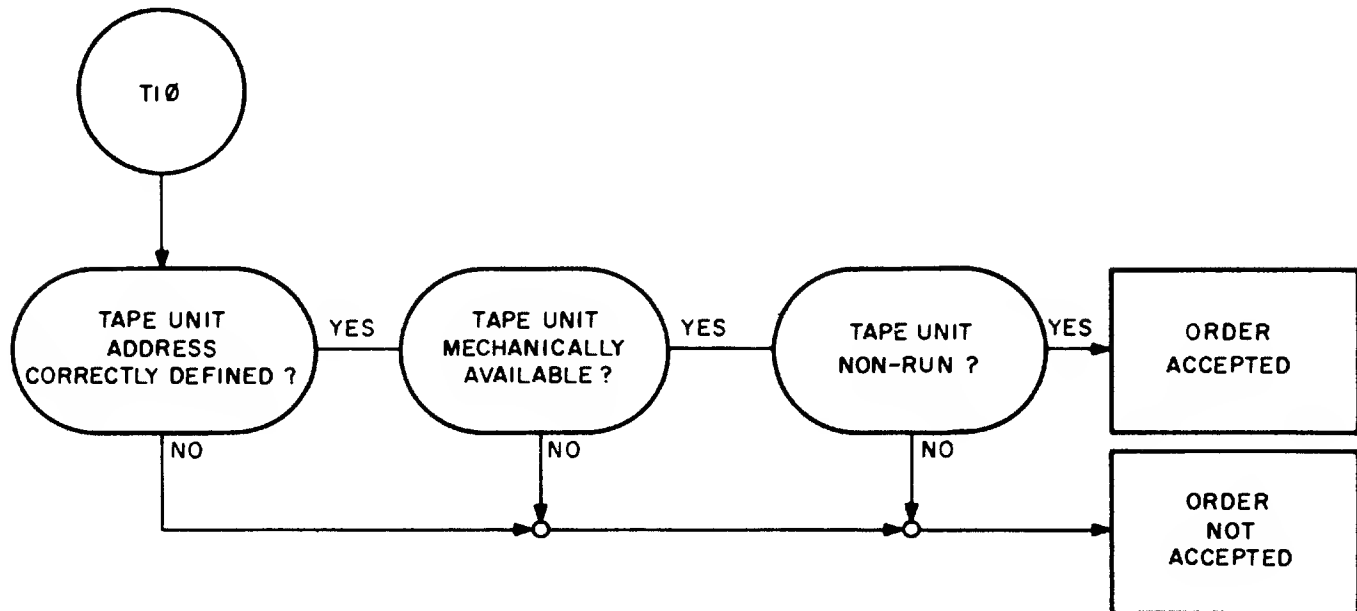 TIØ
TAPE UNIT
ADDRESS
CORRECTLY DEFINED ?
YES
TAPE UNIT
MECHANICALLY
AVAILABLE ?
YES
TAPE UNIT
NON-RUN ?
YES
ORDER
ACCEPTED
NO
NO
NO
ORDER
NOT
ACCEPTED